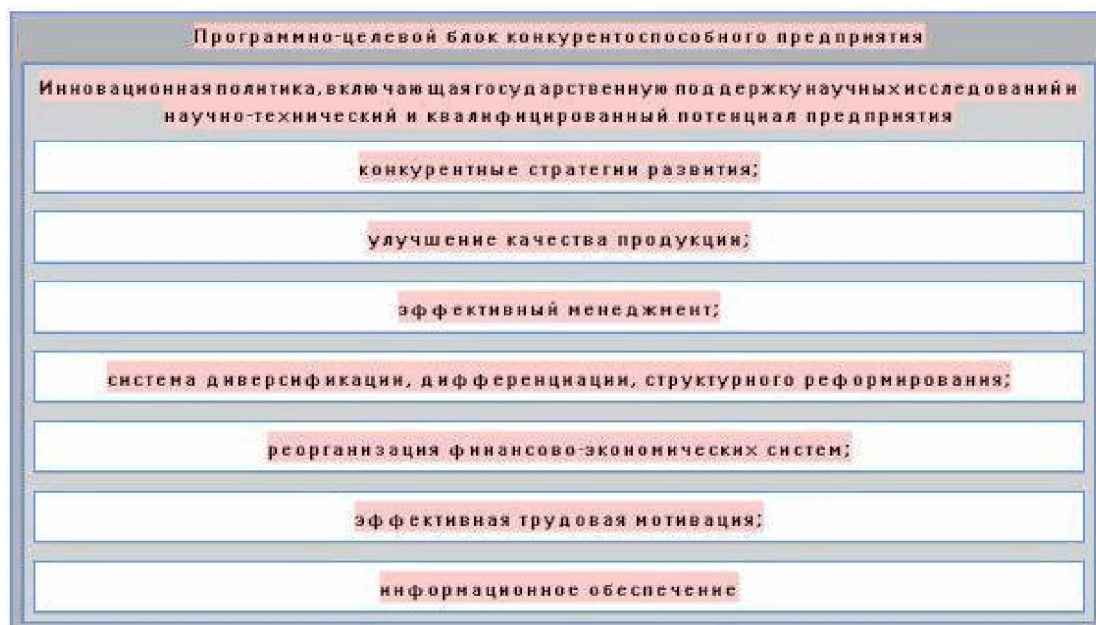 Программно-целевой блок конкурентоспособного предприятия
Инновационная политика, включающая государственную поддержку научных исследований и
научно-технический и квалифицированный потенциал предприятия
конкурентные стратегии развития;
улучшение качества продукции;
эффективный менеджмент;
система диверсификации, дифференциации, структурного реформирования;
реорганизация финансово-экономических систем;
эффективная трудовая мотивация;
информационное обеспечение